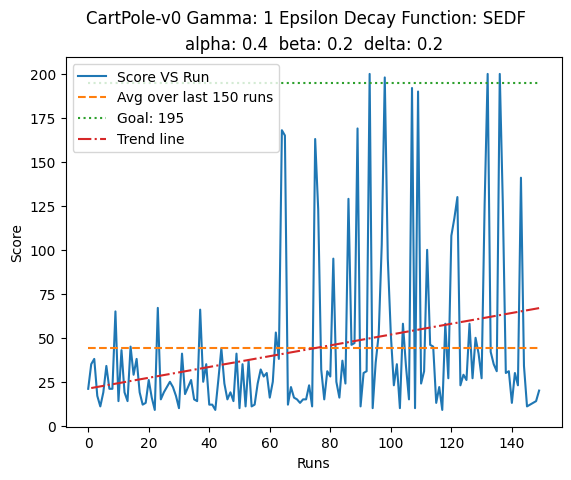 CartPole-v0 Gamma: 1 Epsilon Decay Function: SEDF
alpha: 0.4  beta: 0.2  delta: 0.2
Score VS Run
Avg over last 150 runs
Goal: 195
Trend line
200
175
150
125
100
75
50
25
0
Score
0 20 40 60 80 100 120 140
Runs